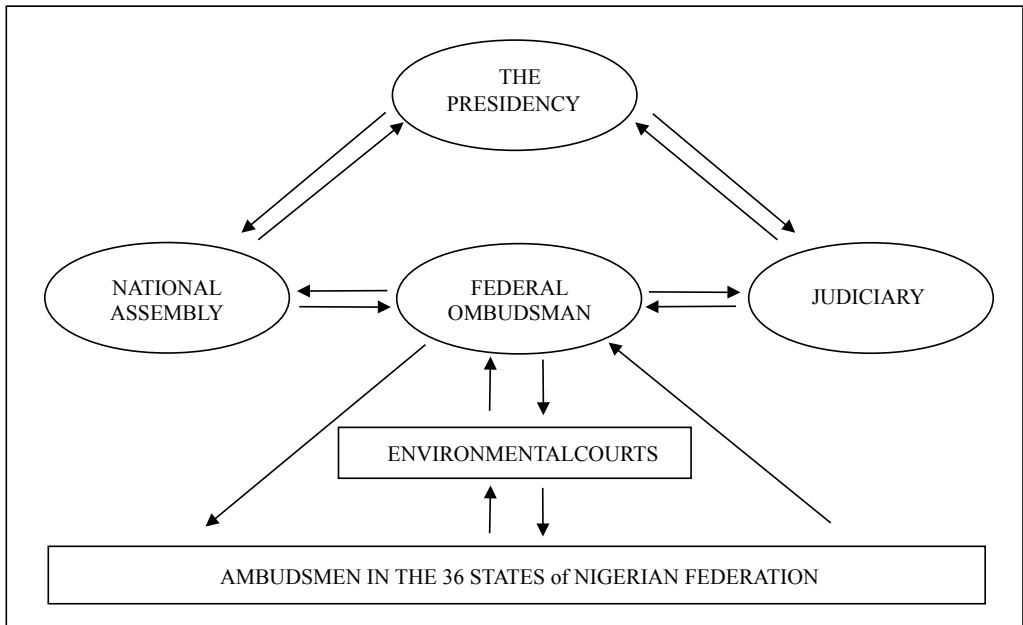 THE
PRESIDENCY
NATIONAL
ASSEMBLY
FEDERAL
OMBUDSMAN
JUDICIARY
ENVIRONMENTALCOURTS
AMBUDSMEN IN THE 36 STATES of NIGERIAN FEDERATION